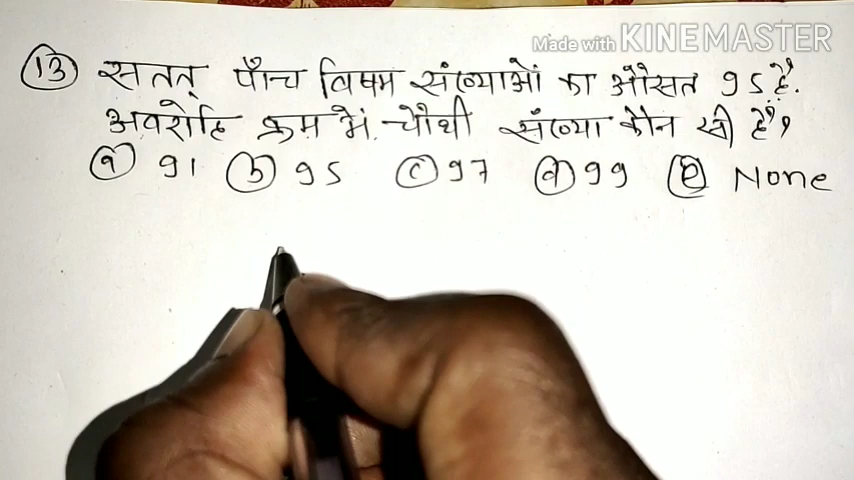 Made with KINEMASTER
(13) सतत् पाँच विषम संख्याओं का औसत 95 है.
अवरोहि क्रम में चौथी संख्या कौन सी है?
(a) 91 (b) 95 (c) 97 (d) 99 (e) None